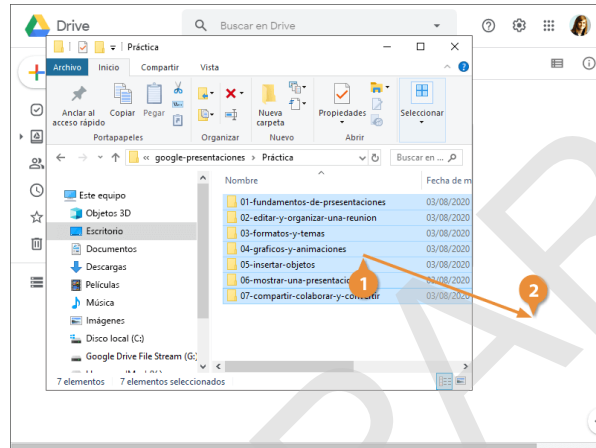 Drive
Buscar en Drive
Práctica
Archivo Inicio Compartir Vista
Anclar al acceso rápido
Copiar
Pegar
Nueva carpeta
Propiedades
Seleccionar
Portapapeles Organizar Nuevo Abrir
« google-presentaciones > Práctica
Buscar en ...
Nombre Fecha de m
Este equipo
Objetos 3D
Escritorio
Documentos
Descargas
Películas
Música
Imágenes
Disco local (C:)
Google Drive File Stream (G:)
01-fundamentos-de-presentaciones 03/08/2020
02-editar-y-organizar-una-reunion 03/08/2020
03-formatos-y-temas 03/08/2020
04-graficos-y-animaciones 03/08/2020
05-insertar-objetos 03/08/2020
06-mostrar-una-presentacio 03/08/2020
07-compartir-colaborar-y-co 03/08/2020
1
2
7 elementos 7 elementos seleccionados
PAR